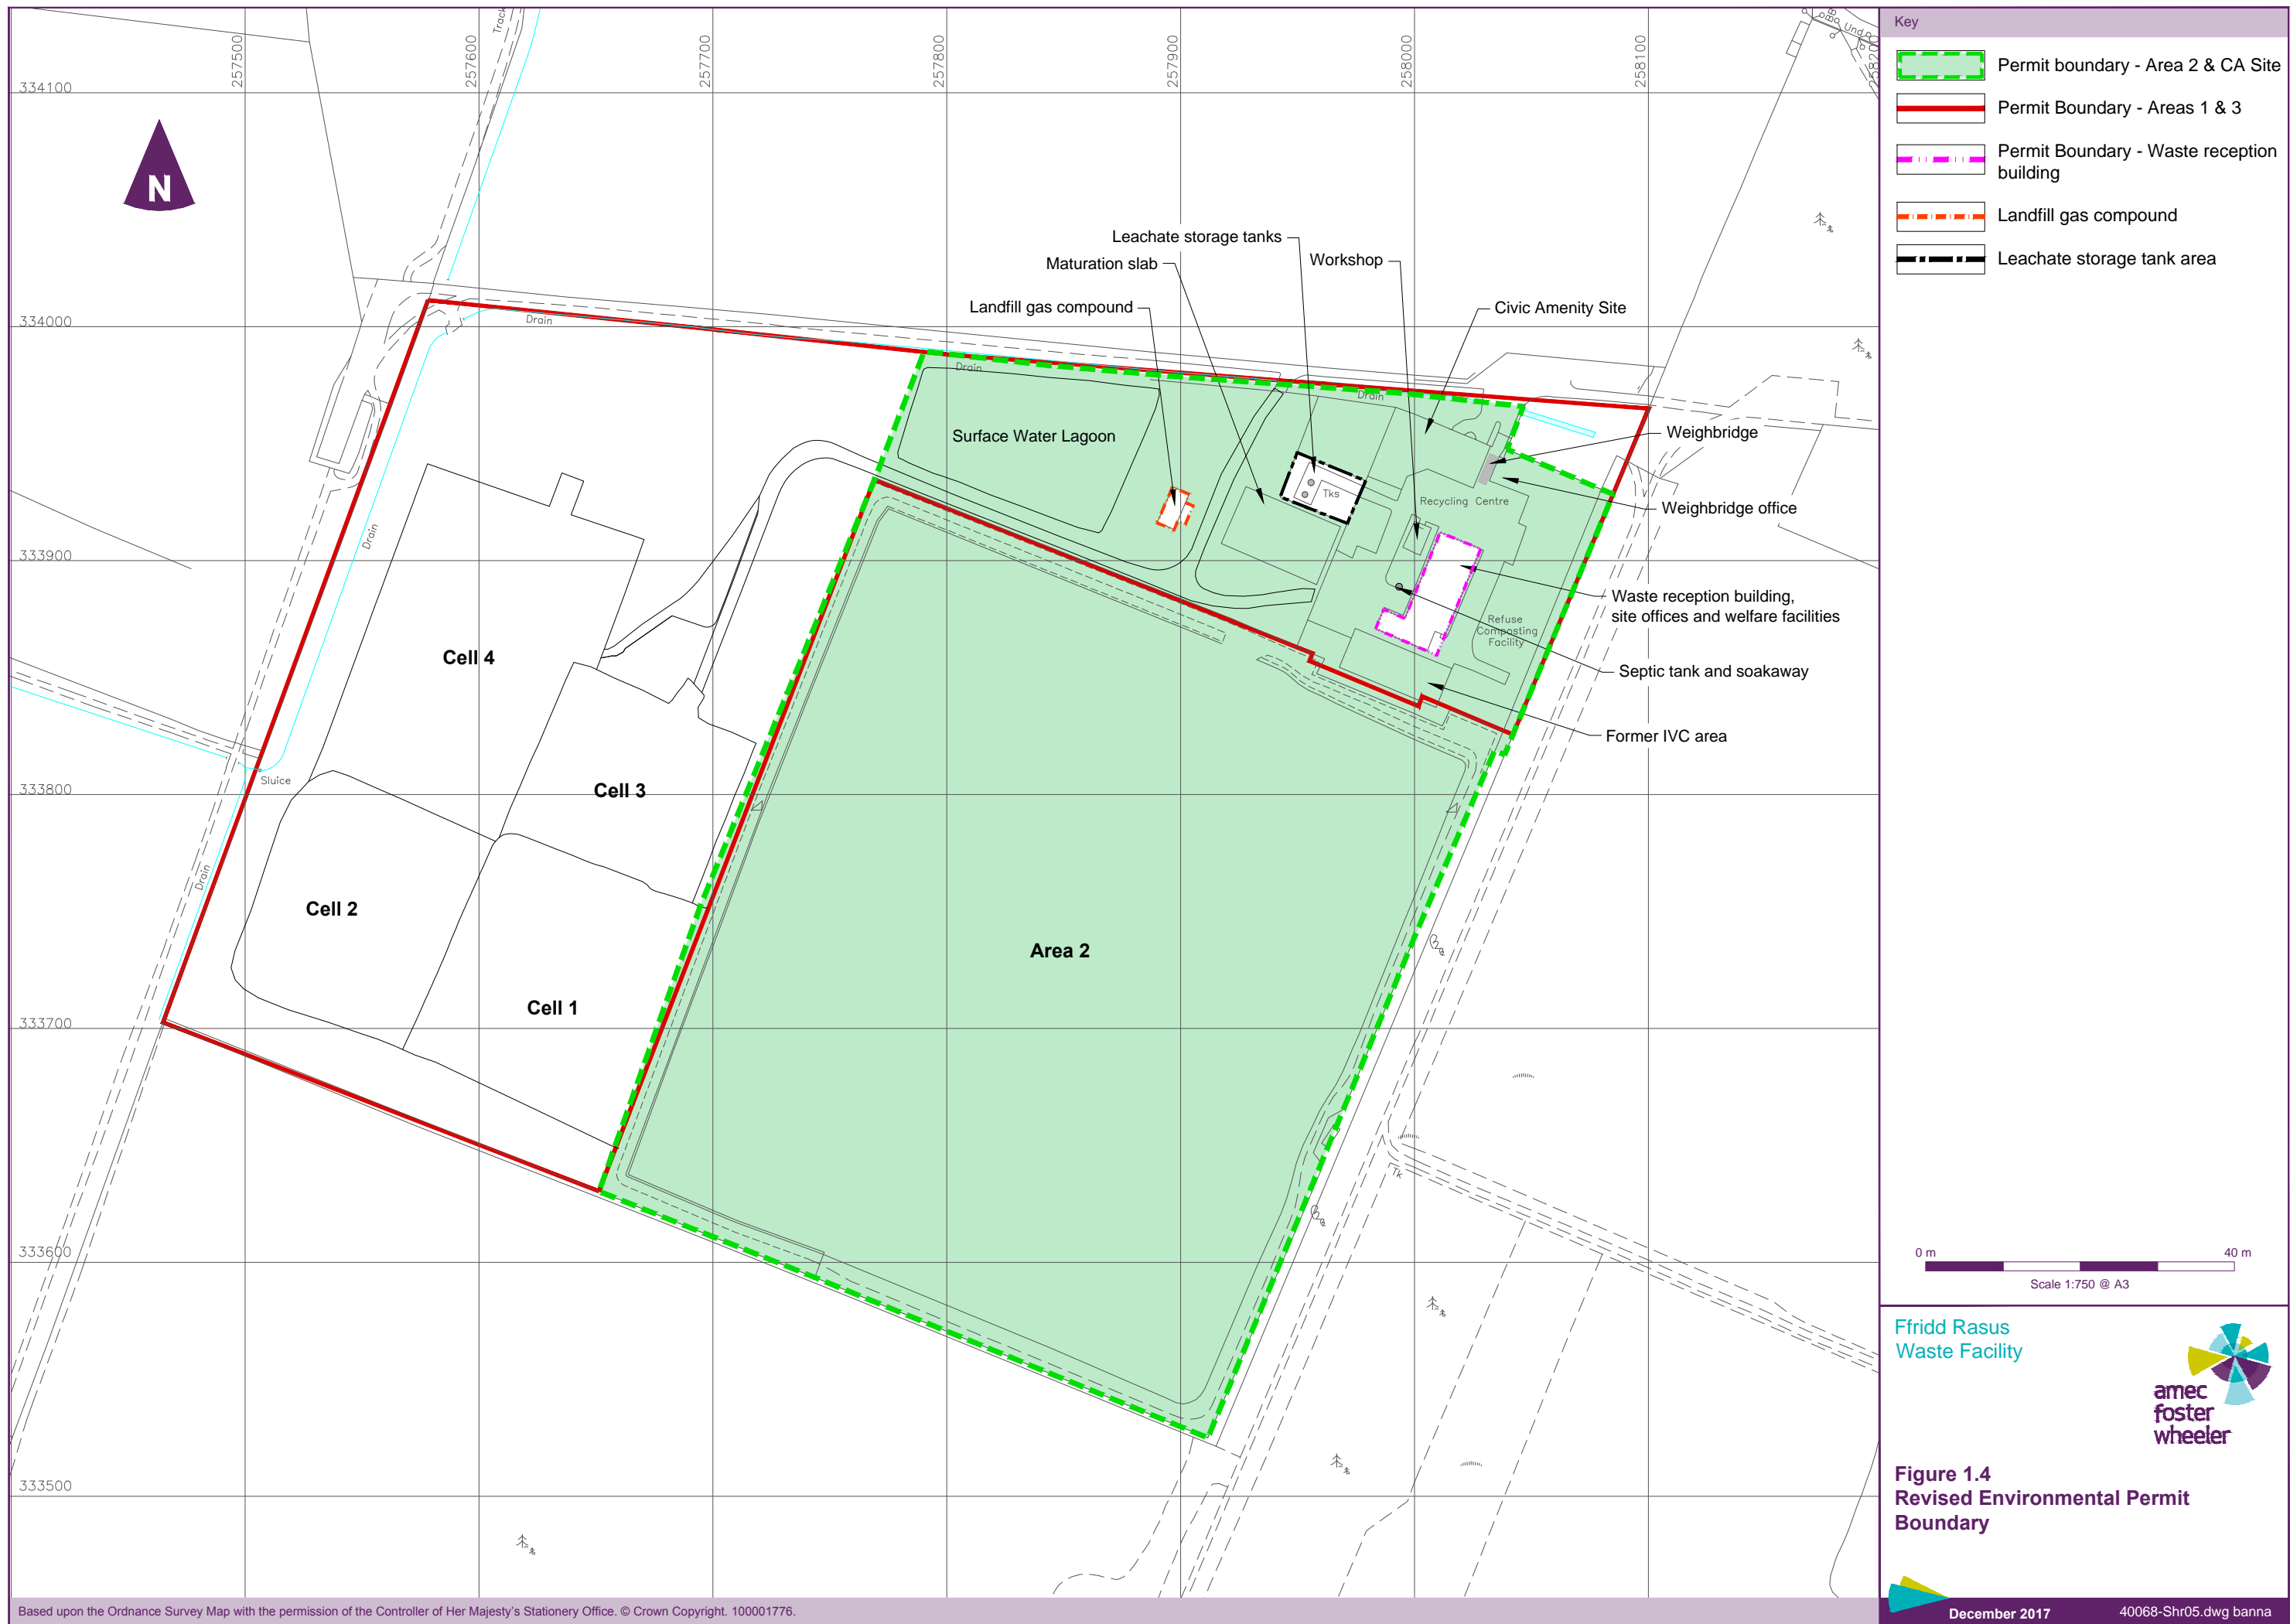 257500
257600
257700
257800
257900
258000
258100
258200
Track
Und
334100
334000
333900
333800
333700
333600
333500
N
Leachate storage tanks
Maturation slab
Workshop
Landfill gas compound
Civic Amenity Site
Drain
Drain
Drain
Surface Water Lagoon
Weighbridge
Tks
Recycling Centre
Weighbridge office
Drain
Waste reception building,
site offices and welfare facilities
Refuse
Composting
Facility
Cell 4
Septic tank and soakaway
Former IVC area
Sluice
Cell 3
Drain
Cell 2
Area 2
Cell 1
Tk
Key
Permit boundary - Area 2 & CA Site
Permit Boundary - Areas 1 & 3
Permit Boundary - Waste reception
building
Landfill gas compound
Leachate storage tank area
0 m 40 m
Scale 1:750 @ A3
Ffridd Rasus
Waste Facility
amec
foster
wheeler
Figure 1.4
Revised Environmental Permit
Boundary
December 2017 40068-Shr05.dwg banna
Based upon the Ordnance Survey Map with the permission of the Controller of Her Majesty's Stationery Office. © Crown Copyright. 100001776.